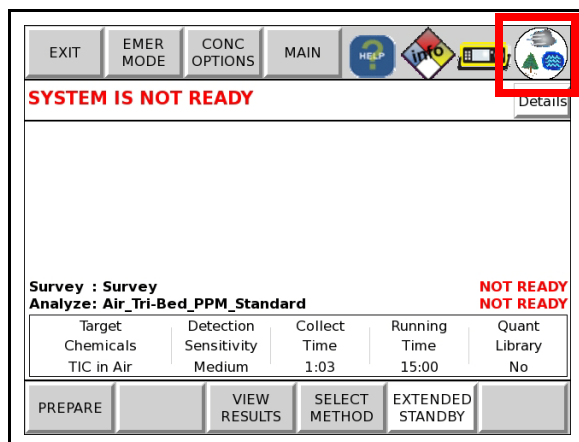 EXIT
EMER
MODE
CONC
OPTIONS
MAIN
HELP
info
SYSTEM IS NOT READY
Details
Survey : Survey NOT READY
Analyze: Air_Tri-Bed_PPM_Standard NOT READY
Target Detection Collect Running Quant
Chemicals Sensitivity Time Time Library
TIC in Air Medium 1:03 15:00 No
PREPARE
VIEW
RESULTS
SELECT
METHOD
EXTENDED
STANDBY